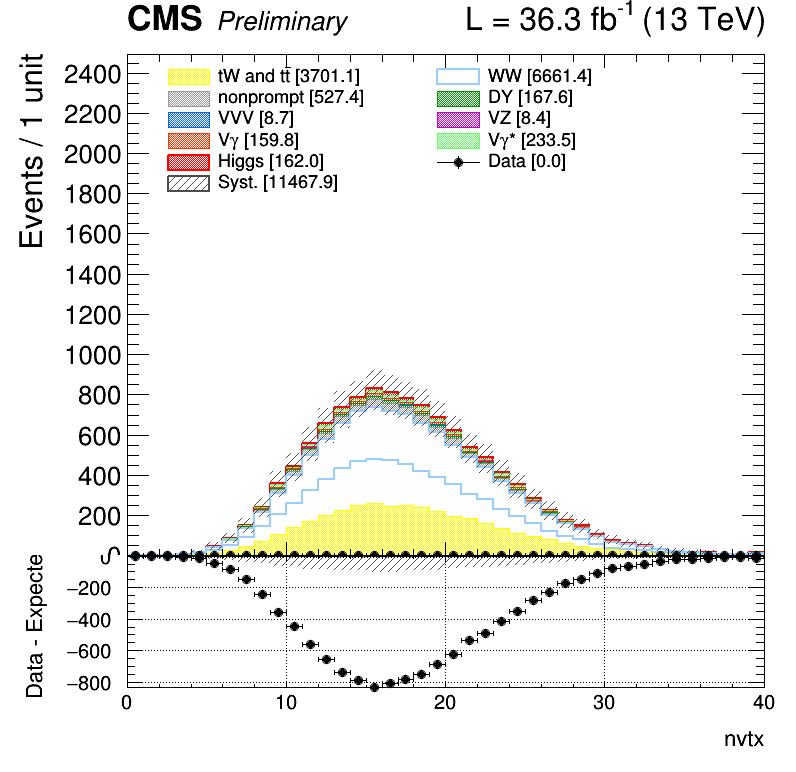 CMS Preliminary L = 36.3 fb⁻¹ (13 TeV)
Events / 1 unit
2400
2200
2000
1800
1600
1400
1200
1000
800
600
400
200
0
tW and tt̄ [3701.1] WW [6661.4]
nonprompt [527.4] DY [167.6]
VVV [8.7] VZ [8.4]
Vγ [159.8] Vγ* [233.5]
Higgs [162.0] Data [0.0]
Syst. [11467.9]
Data - Expecte
−200
−400
−600
−800
0 10 20 30 40
nvtx